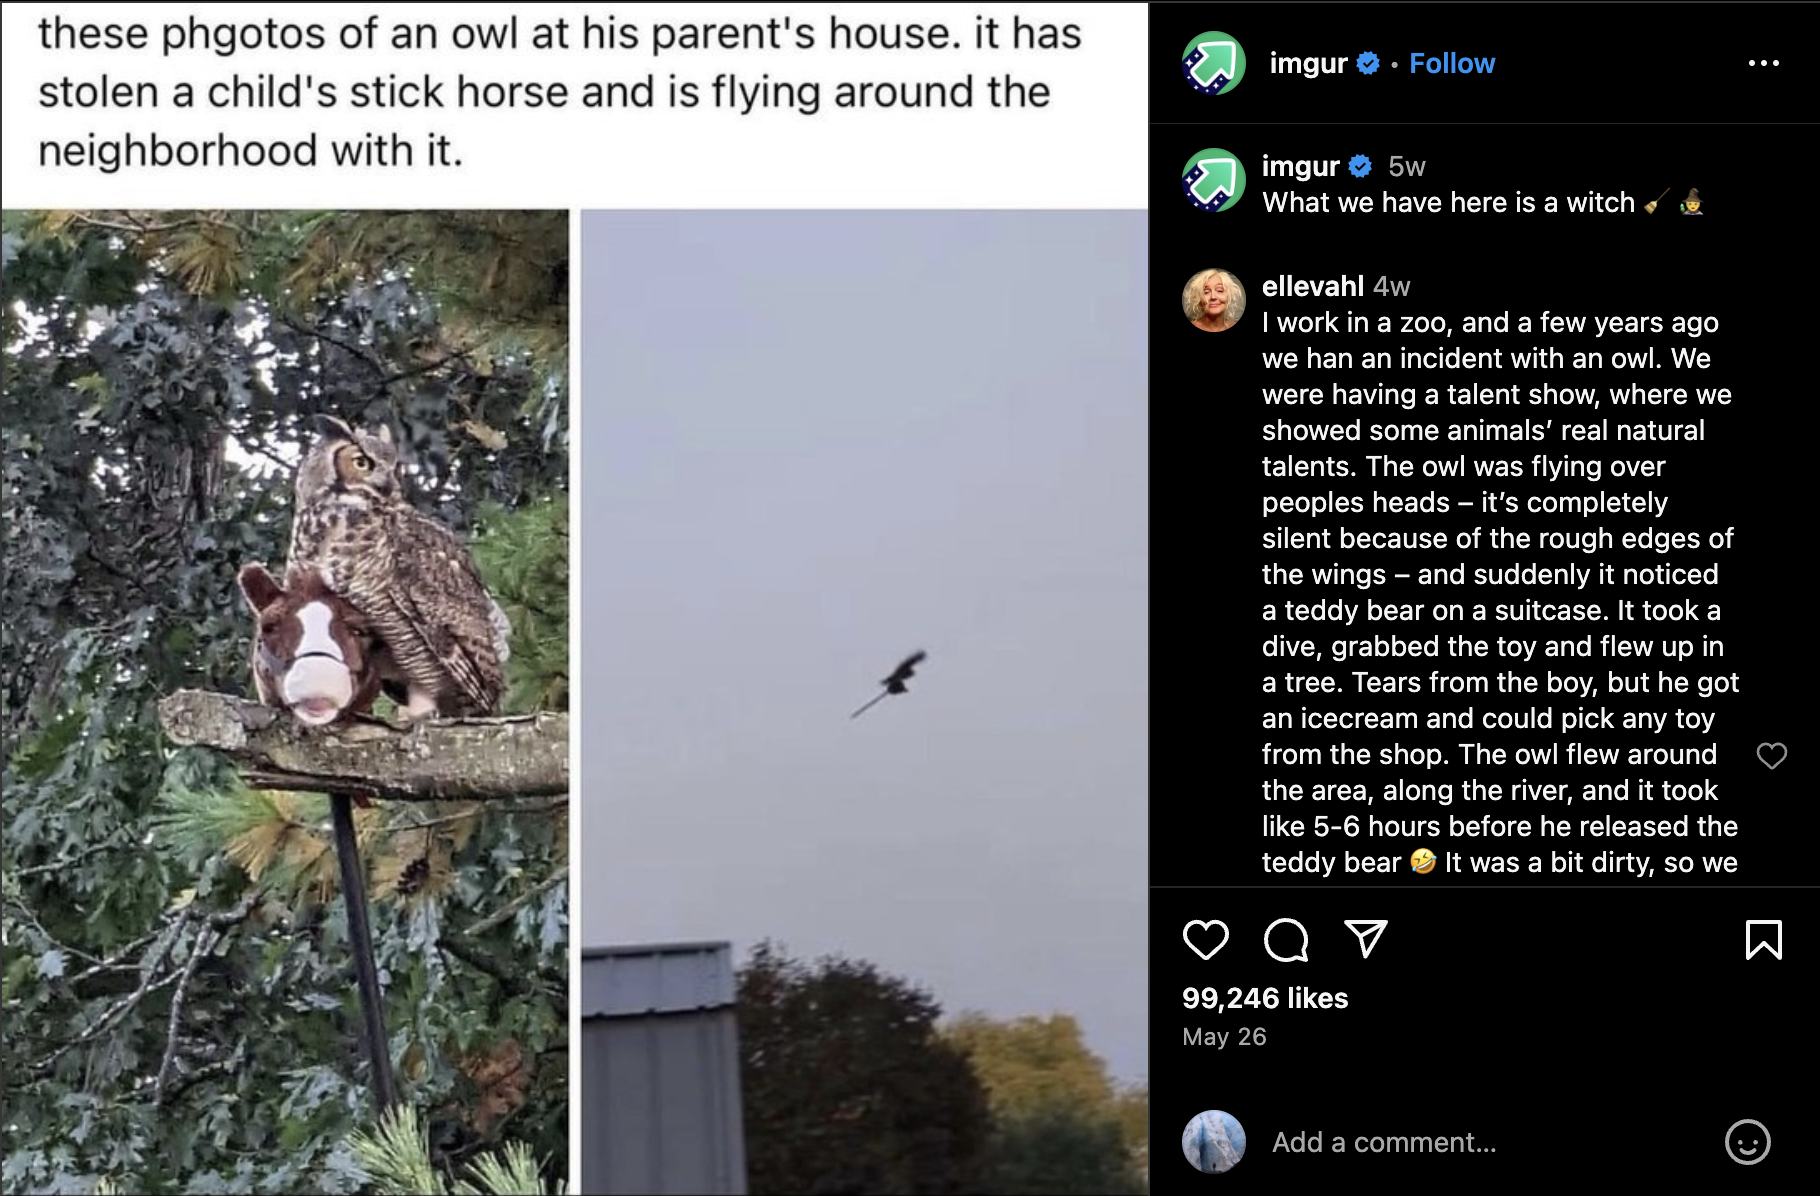 these phgotos of an owl at his parent's house. it has
stolen a child's stick horse and is flying around the
neighborhood with it.
imgur • Follow
imgur 5w
What we have here is a witch 🧹 🧙‍♀️
ellevahl 4w
I work in a zoo, and a few years ago
we han an incident with an owl. We
were having a talent show, where we
showed some animals’ real natural
talents. The owl was flying over
peoples heads – it’s completely
silent because of the rough edges of
the wings – and suddenly it noticed
a teddy bear on a suitcase. It took a
dive, grabbed the toy and flew up in
a tree. Tears from the boy, but he got
an icecream and could pick any toy
from the shop. The owl flew around
the area, along the river, and it took
like 5-6 hours before he released the
teddy bear 🤣 It was a bit dirty, so we
99,246 likes
May 26
Add a comment...